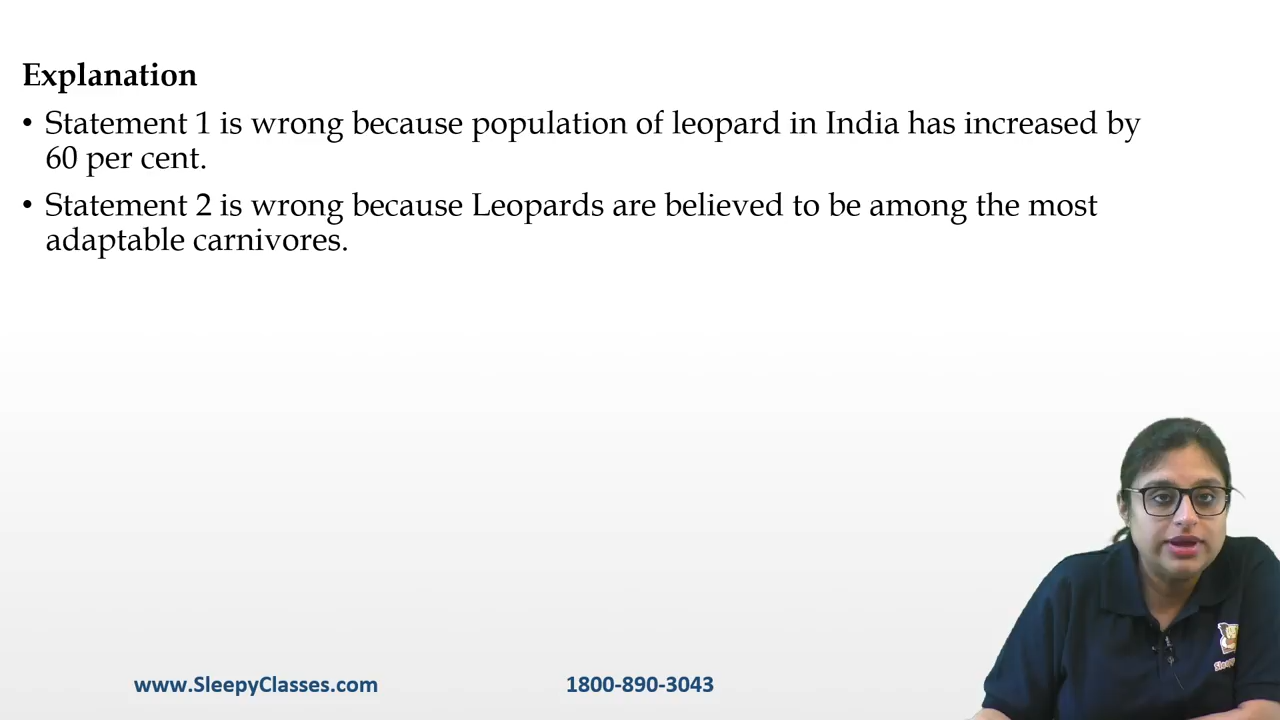 Explanation
• Statement 1 is wrong because population of leopard in India has increased by
60 per cent.
• Statement 2 is wrong because Leopards are believed to be among the most
adaptable carnivores.
www.SleepyClasses.com
1800-890-3043